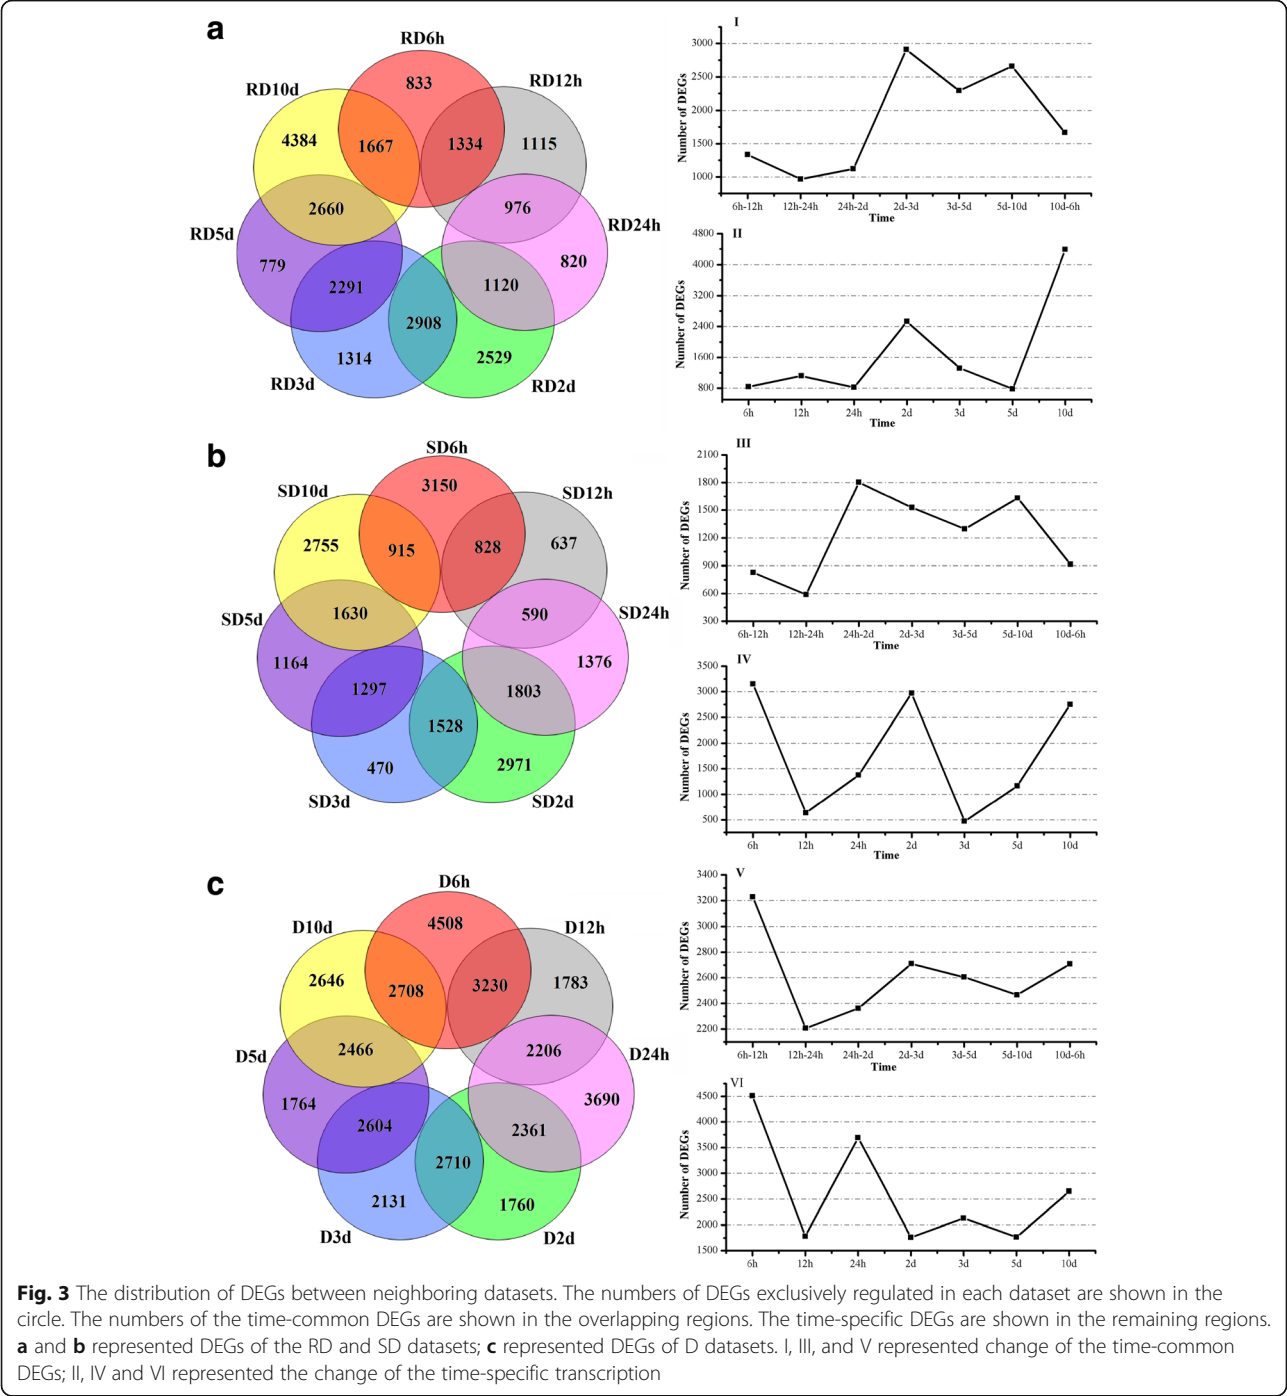 a
RD6h
833
RD12h
RD10d
4384
1667
1334
1115
2660
976
RD5d
RD24h
779
820
2291
1120
2908
1314
2529
RD3d
RD2d
I
Number of DEGs
3000
2500
2000
1500
1000
6h-12h 12h-24h 24h-2d 2d-3d 3d-5d 5d-10d 10d-6h
Time
II
Number of DEGs
4800
4000
3200
2400
1600
800
6h 12h 24h 2d 3d 5d 10d
Time
b
SD6h
3150
SD10d
SD12h
2755
915
828
637
1630
590
SD5d
SD24h
1164
1376
1297
1803
1528
470
2971
SD3d
SD2d
III
Number of DEGs
2100
1800
1500
1200
900
600
300
6h-12h 12h-24h 24h-2d 2d-3d 3d-5d 5d-10d 10d-6h
Time
IV
Number of DEGs
3500
3000
2500
2000
1500
1000
500
6h 12h 24h 2d 3d 5d 10d
Time
c
D6h
4508
D10d
D12h
2646
2708
3230
1783
2466
2206
D5d
D24h
1764
3690
2604
2361
2710
2131
1760
D3d
D2d
V
Number of DEGs
3400
3200
3000
2800
2600
2400
2200
6h-12h 12h-24h 24h-2d 2d-3d 3d-5d 5d-10d 10d-6h
Time
VI
Number of DEGs
4500
4000
3500
3000
2500
2000
1500
6h 12h 24h 2d 3d 5d 10d
Time
Fig. 3 The distribution of DEGs between neighboring datasets. The numbers of DEGs exclusively regulated in each dataset are shown in the
circle. The numbers of the time-common DEGs are shown in the overlapping regions. The time-specific DEGs are shown in the remaining regions.
a and b represented DEGs of the RD and SD datasets; c represented DEGs of D datasets. I, III, and V represented change of the time-common
DEGs; II, IV and VI represented the change of the time-specific transcription